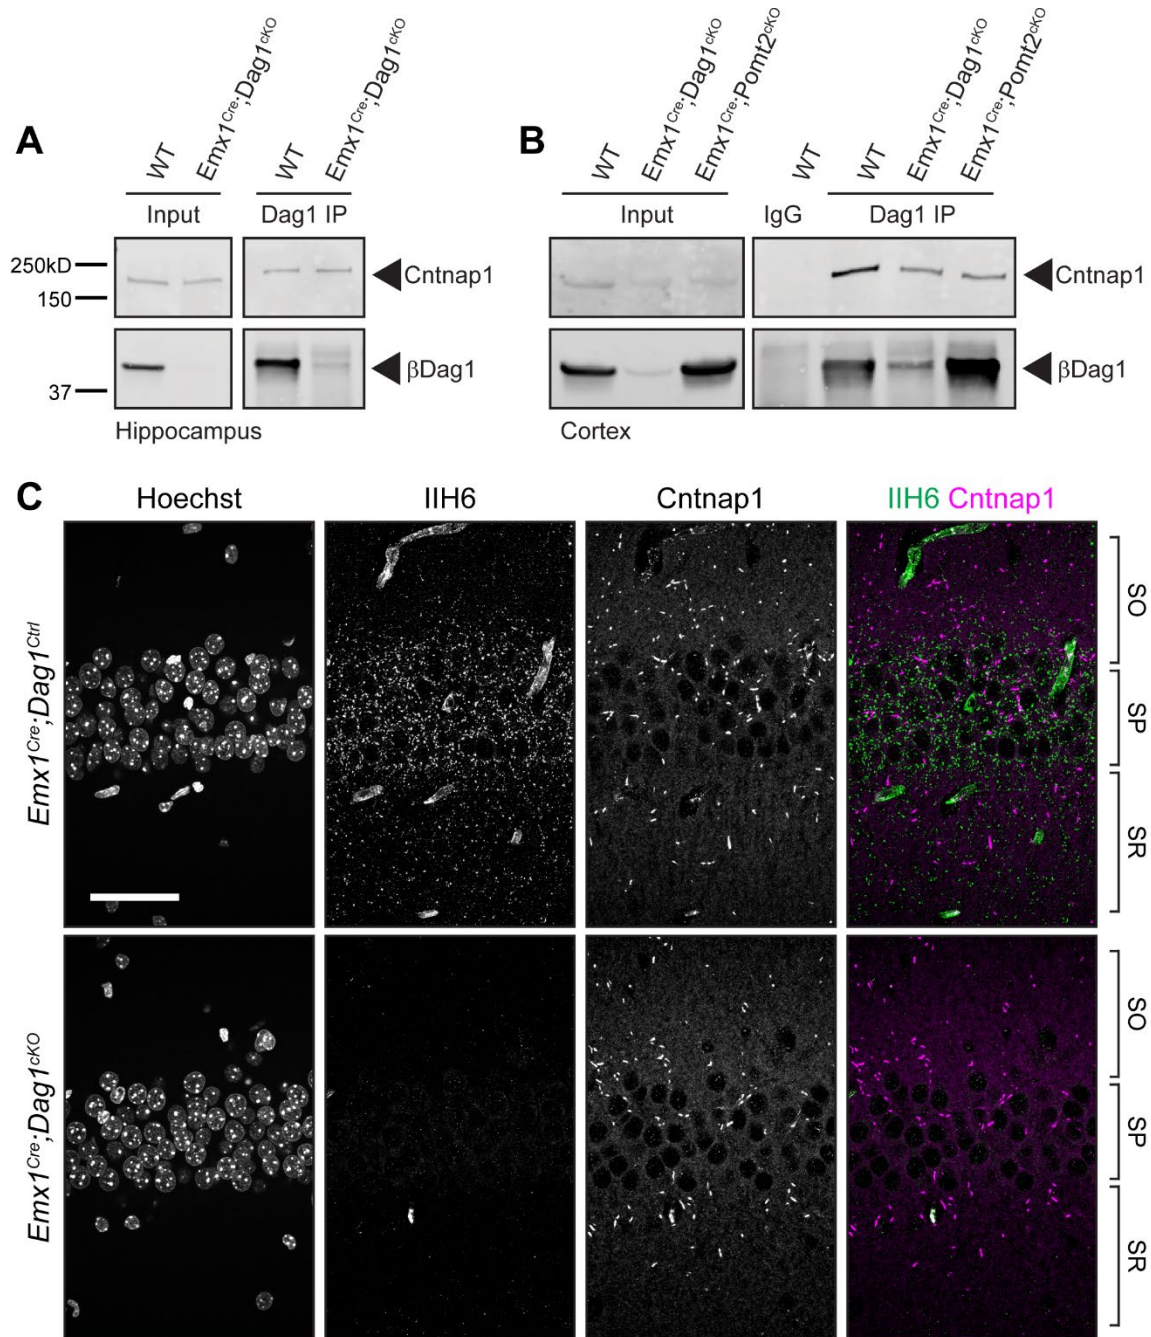 A
WT
Emx1Cre;Dag1cKO
WT
Emx1Cre;Dag1cKO
Input
Dag1 IP
250kD
150
Cntnap1
37
βDag1
Hippocampus
B
WT
Emx1Cre;Dag1cKO
Emx1Cre;Pomt2cKO
WT
WT
Emx1Cre;Dag1cKO
Emx1Cre;Pomt2cKO
Input
IgG
Dag1 IP
Cntnap1
βDag1
Cortex
C
Hoechst
IIH6
Cntnap1
IIH6 Cntnap1
Emx1Cre;Dag1Ctrl
SO
SP
SR
Emx1Cre;Dag1cKO
SO
SP
SR